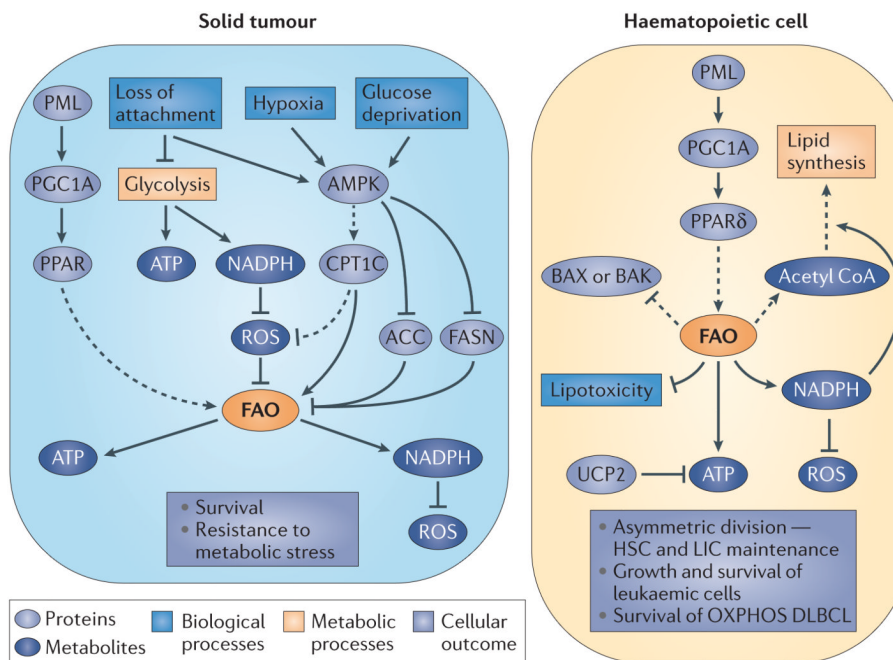 Solid tumour
PML
Loss of
attachment
Hypoxia
Glucose
deprivation
PGC1A
Glycolysis
AMPK
PPAR
ATP
NADPH
CPT1C
ROS
ACC
FASN
FAO
ATP
NADPH
ROS
• Survival
• Resistance to
metabolic stress
Haematopoietic cell
PML
PGC1A
Lipid
synthesis
PPARδ
BAX or BAK
Acetyl CoA
FAO
Lipotoxicity
NADPH
UCP2
ATP
ROS
• Asymmetric division —
HSC and LIC maintenance
• Growth and survival of
leukaemic cells
• Survival of OXPHOS DLBCL
Proteins
Metabolites
Biological
processes
Metabolic
processes
Cellular
outcome